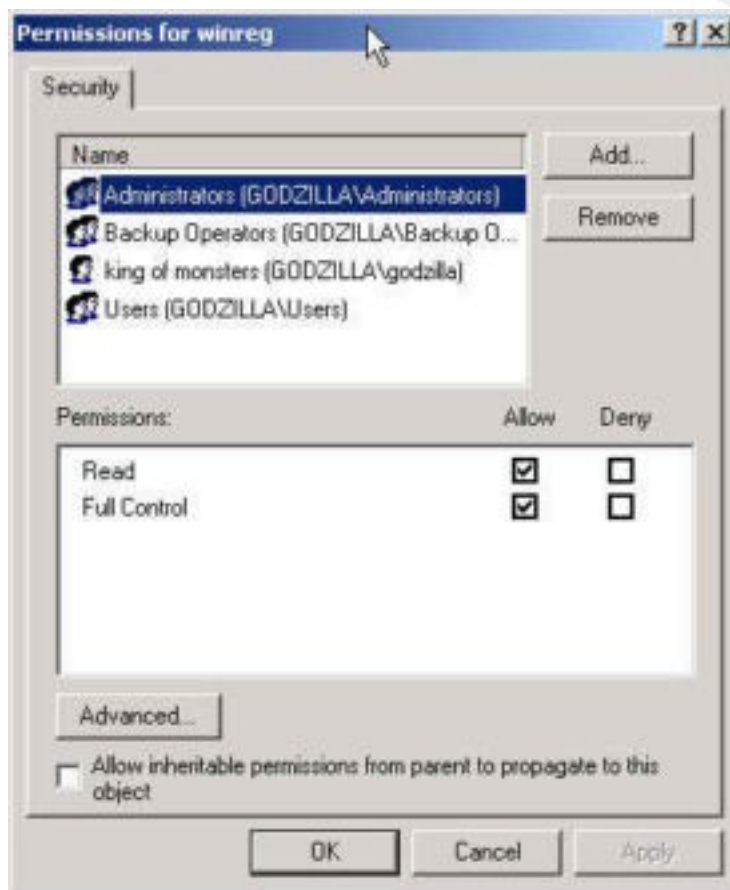 Permissions for winreg
Security
Name
Add...
Administrators (GODZILLA\Administrators)
Remove
Backup Operators (GODZILLA\Backup O...
king of monsters (GODZILLA\godzilla)
Users (GODZILLA\Users)
Permissions: Allow Deny
Read
Full Control
Advanced...
Allow inheritable permissions from parent to propagate to this
object
OK Cancel Apply